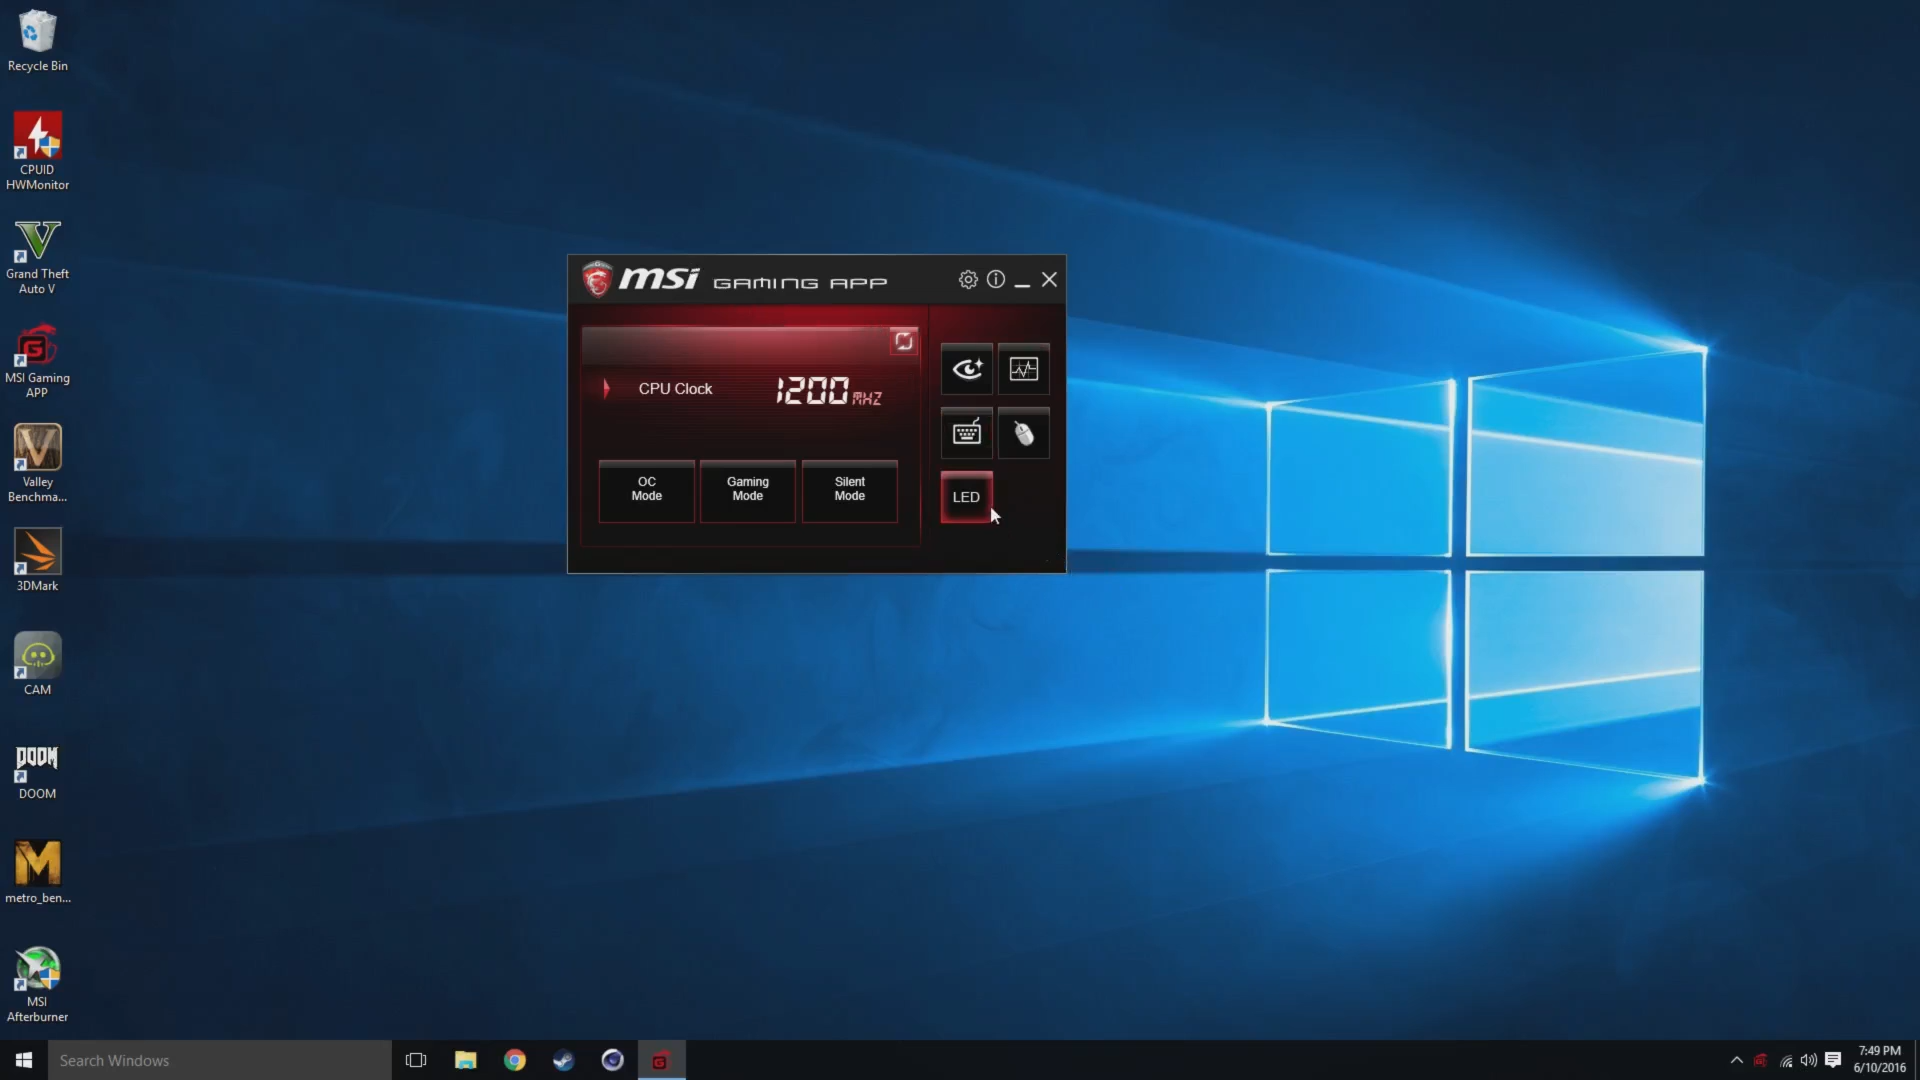 Recycle Bin
CPUID
HWMonitor
Grand Theft
Auto V
MSI Gaming
APP
Valley
Benchma...
3DMark
CAM
DOOM
DOOM
metro_ben...
MSI
Afterburner
msi GAMING APP
CPU Clock 1200 MHZ
OC
Mode
Gaming
Mode
Silent
Mode
LED
Search Windows
7:49 PM
6/10/2016